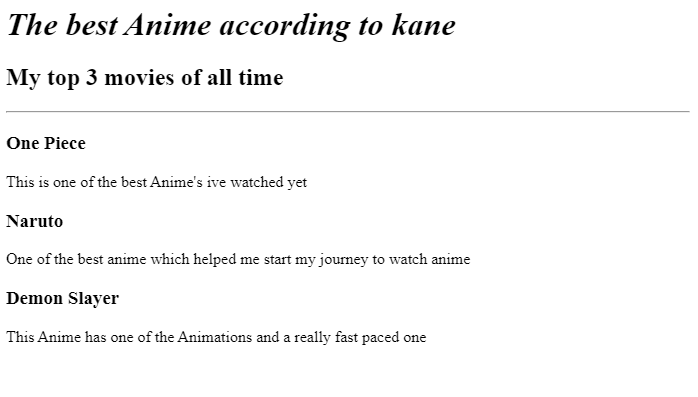 The best Anime according to kane
My top 3 movies of all time
One Piece
This is one of the best Anime's ive watched yet
Naruto
One of the best anime which helped me start my journey to watch anime
Demon Slayer
This Anime has one of the Animations and a really fast paced one